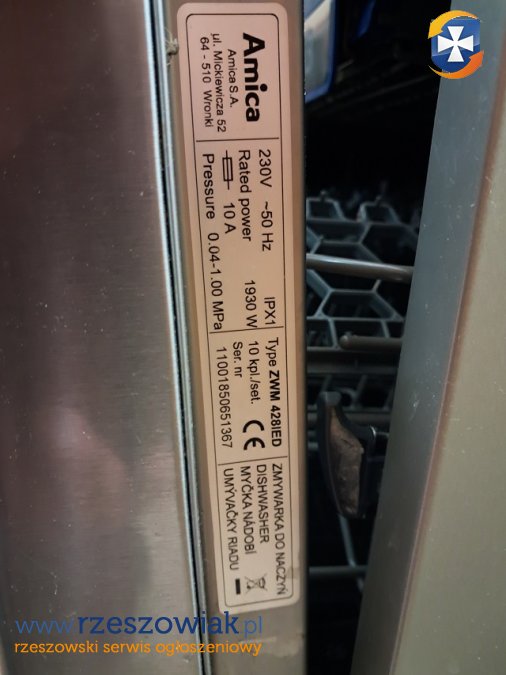 Amica
Amica S.A.
ul. Mickiewicza 52
64 - 510 Wronki
230V ~50 Hz IPX1
Rated power 1930 W
10 A
Pressure 0.04-1.00 MPa
Type ZWM 428IED
10 kpl./set.
Ser. nr
11001850651367
CE
ZMYWARKA DO NACZYŃ
DISHWASHER
MYČKA NÁDOBÍ
UMÝVAČKY RIADU
www.rzeszowiak.pl
rzeszowski serwis ogłoszeniowy